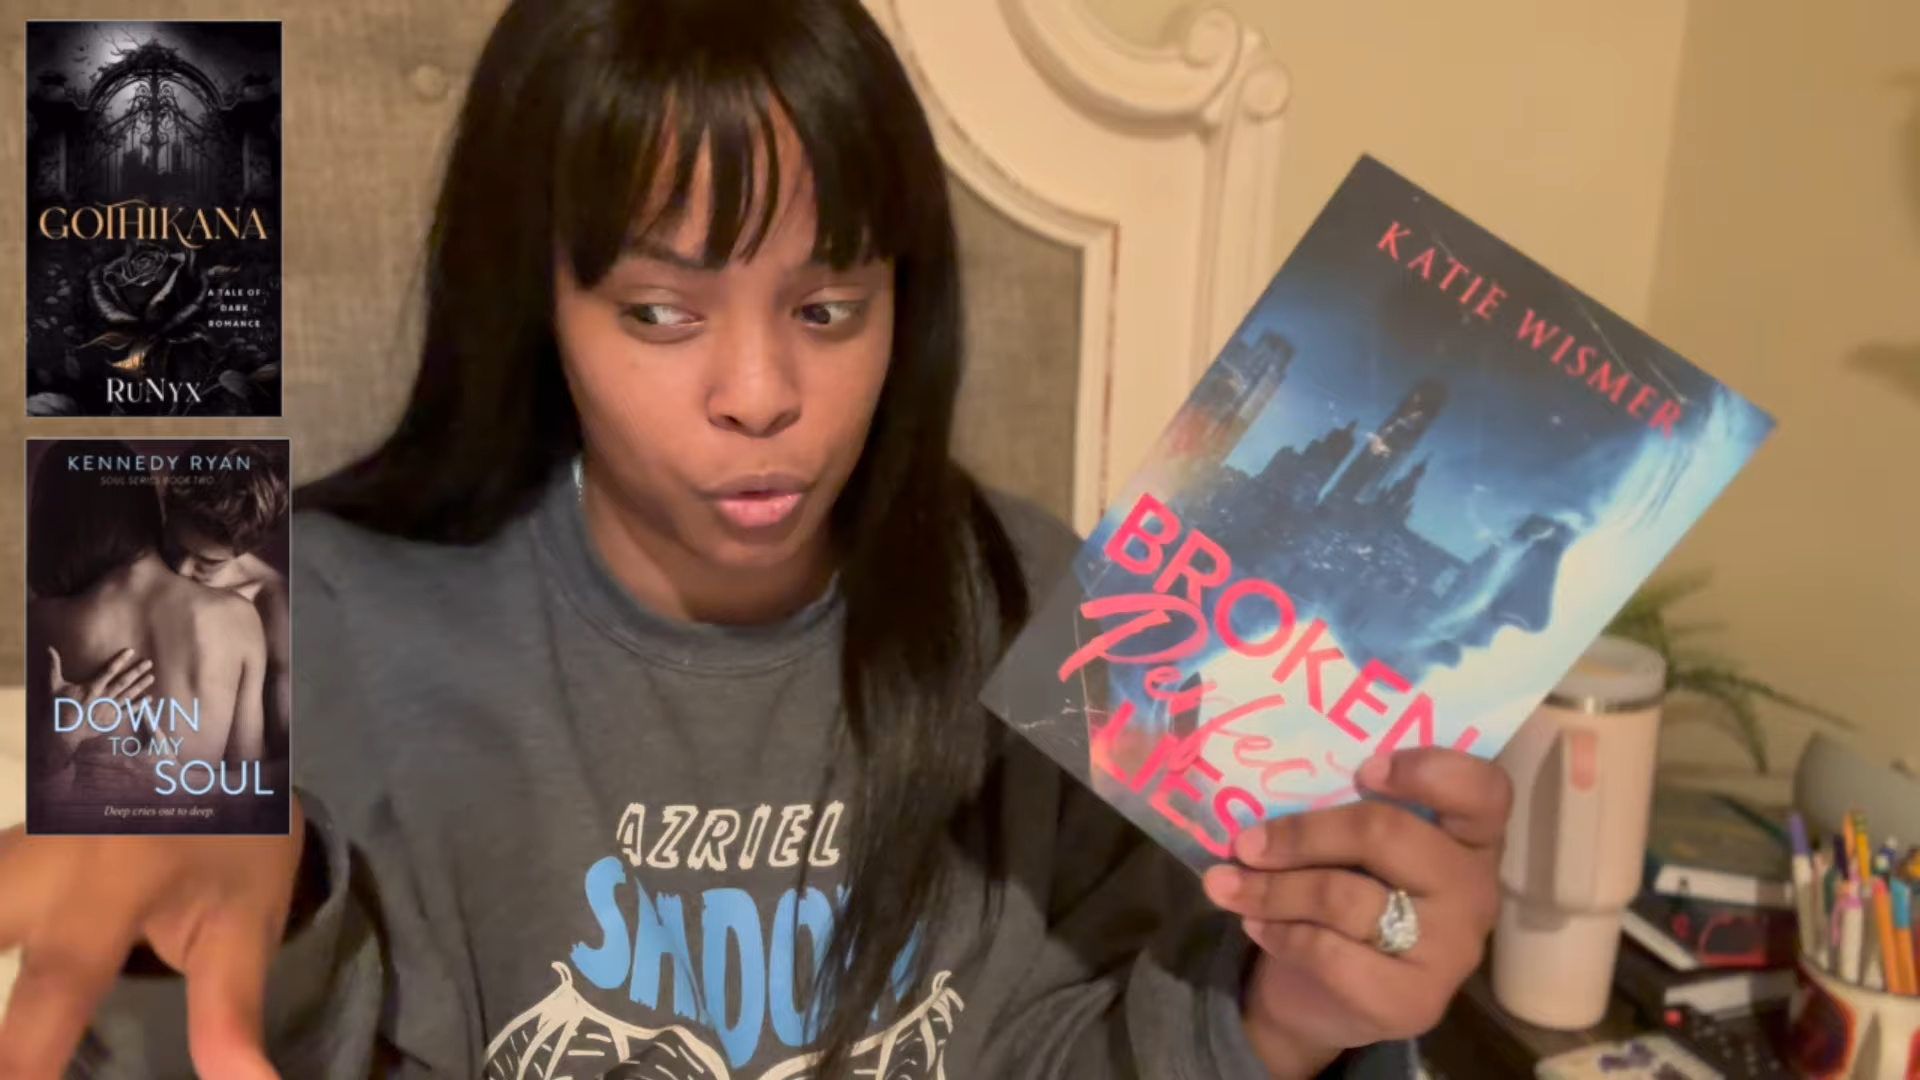 GOTHIKANA
A TALE OF
DARK
ROMANCE
RUNYX
KENNEDY RYAN
SOUL SERIES BOOK TWO
DOWN
TO MY
SOUL
Deep cries out to deep.
KATIE WISMER
BROKEN
Perfect
LIES
AZRIEL